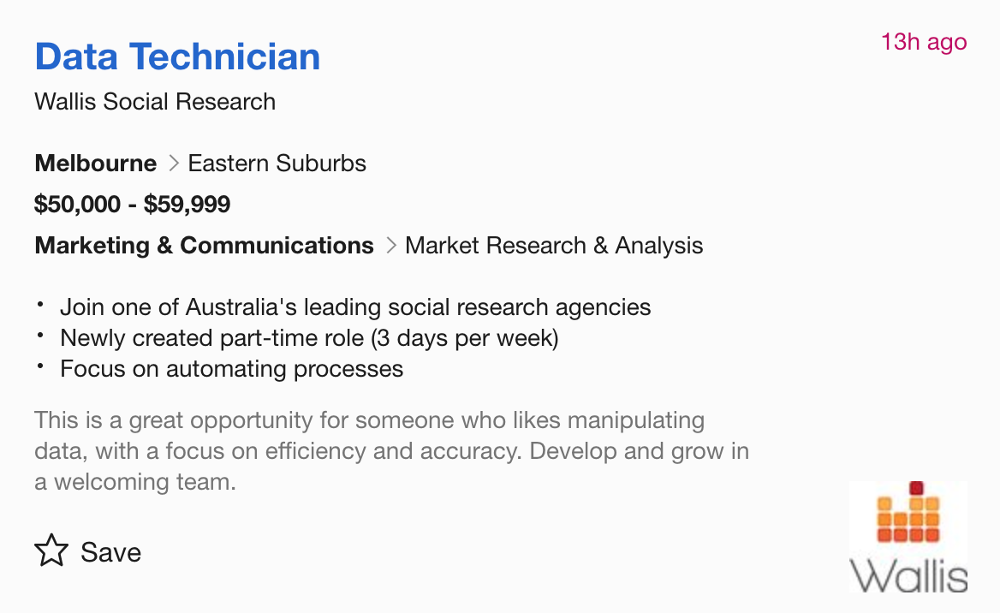 Data Technician
13h ago
Wallis Social Research
Melbourne > Eastern Suburbs
$50,000 - $59,999
Marketing & Communications > Market Research & Analysis
• Join one of Australia's leading social research agencies
• Newly created part-time role (3 days per week)
• Focus on automating processes
This is a great opportunity for someone who likes manipulating
data, with a focus on efficiency and accuracy. Develop and grow in
a welcoming team.
Save
Wallis